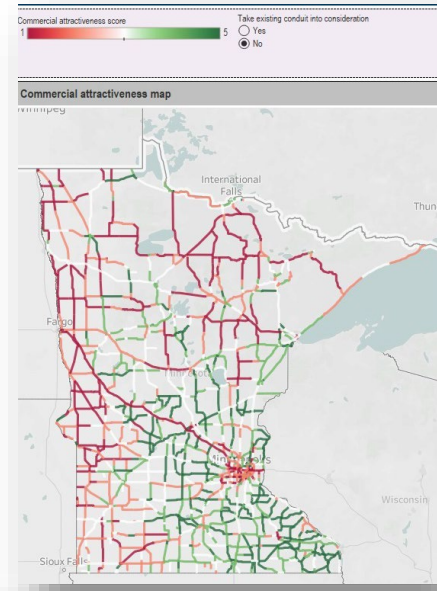 Commercial attractiveness score
Take existing conduit into consideration
1
5
Yes
No
Commercial attractiveness map
Winnipeg
International
Falls
Thun
Fargo
Wisconsin
Sioux Falls